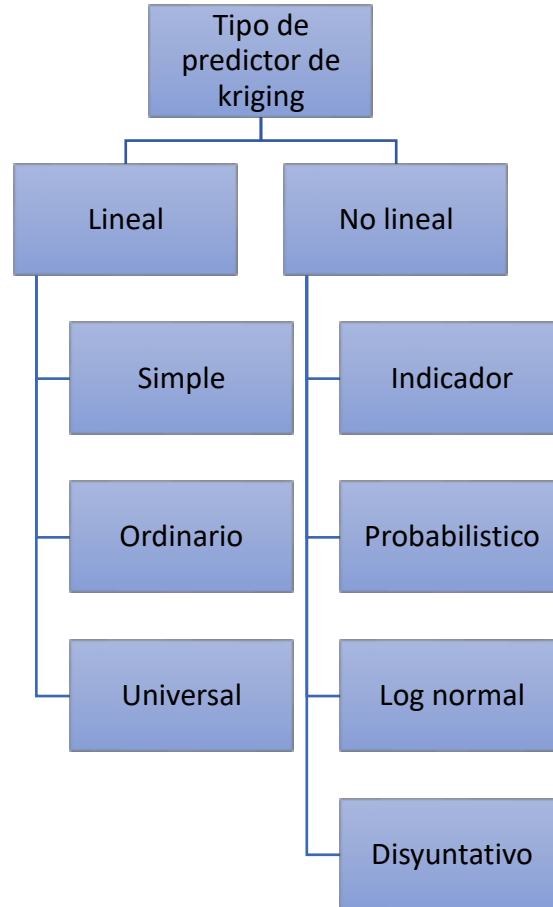 Tipo de
predictor de
kriging
Lineal
No lineal
Simple
Indicador
Ordinario
Probabilistico
Universal
Log normal
Disyuntativo